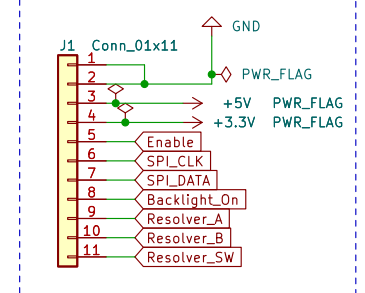 GND
J1 Conn_01x11
1
2 PWR_FLAG
3 +5V PWR_FLAG
4 +3.3V PWR_FLAG
5 Enable
6 SPI_CLK
7 SPI_DATA
8 Backlight_On
9 Resolver_A
10 Resolver_B
11 Resolver_SW